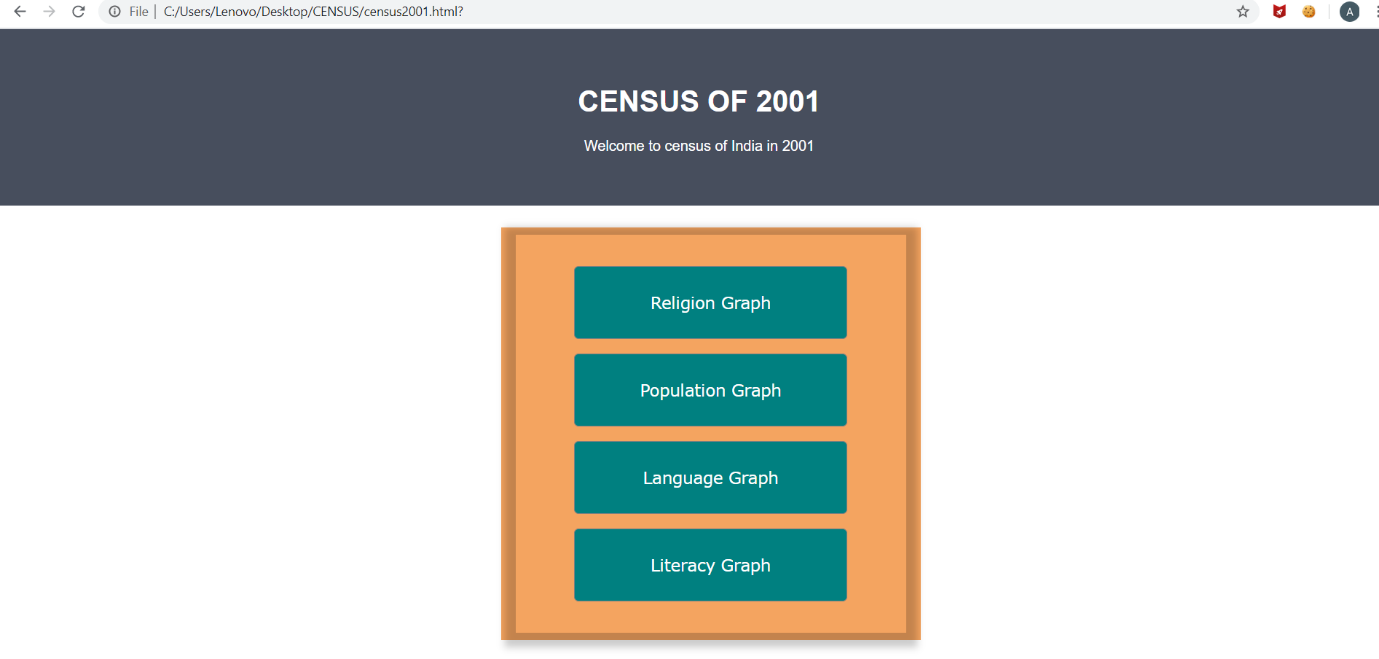 File | C:/Users/Lenovo/Desktop/CENSUS/census2001.html?
A
CENSUS OF 2001
Welcome to census of India in 2001
Religion Graph
Population Graph
Language Graph
Literacy Graph